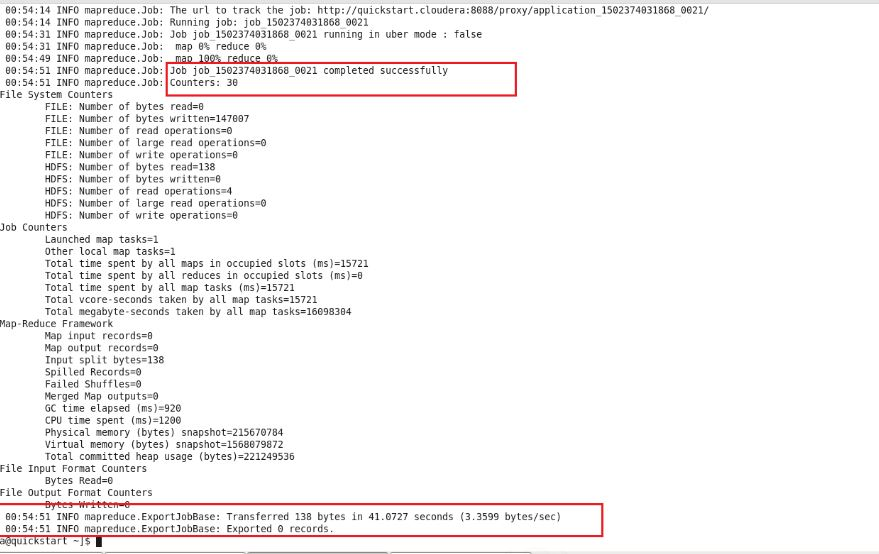 00:54:14 INFO mapreduce.Job: The url to track the job: http://quickstart.cloudera:8088/proxy/application_1502374031868_0021/
00:54:14 INFO mapreduce.Job: Running job: job_1502374031868_0021
00:54:31 INFO mapreduce.Job: Job job_1502374031868_0021 running in uber mode : false
00:54:31 INFO mapreduce.Job:  map 0% reduce 0%
00:54:49 INFO mapreduce.Job:  map 100% reduce 0%
00:54:51 INFO mapreduce.Job: Job job_1502374031868_0021 completed successfully
00:54:51 INFO mapreduce.Job: Counters: 30
File System Counters
FILE: Number of bytes read=0
FILE: Number of bytes written=147007
FILE: Number of read operations=0
FILE: Number of large read operations=0
FILE: Number of write operations=0
HDFS: Number of bytes read=138
HDFS: Number of bytes written=0
HDFS: Number of read operations=4
HDFS: Number of large read operations=0
HDFS: Number of write operations=0
Job Counters
Launched map tasks=1
Other local map tasks=1
Total time spent by all maps in occupied slots (ms)=15721
Total time spent by all reduces in occupied slots (ms)=0
Total time spent by all map tasks (ms)=15721
Total vcore-seconds taken by all map tasks=15721
Total megabyte-seconds taken by all map tasks=16098304
Map-Reduce Framework
Map input records=0
Map output records=0
Input split bytes=138
Spilled Records=0
Failed Shuffles=0
Merged Map outputs=0
GC time elapsed (ms)=920
CPU time spent (ms)=1200
Physical memory (bytes) snapshot=215670784
Virtual memory (bytes) snapshot=1568079872
Total committed heap usage (bytes)=221249536
File Input Format Counters
Bytes Read=0
File Output Format Counters
Bytes Written=0
00:54:51 INFO mapreduce.ExportJobBase: Transferred 138 bytes in 41.0727 seconds (3.3599 bytes/sec)
00:54:51 INFO mapreduce.ExportJobBase: Exported 0 records.
a@quickstart ~]$